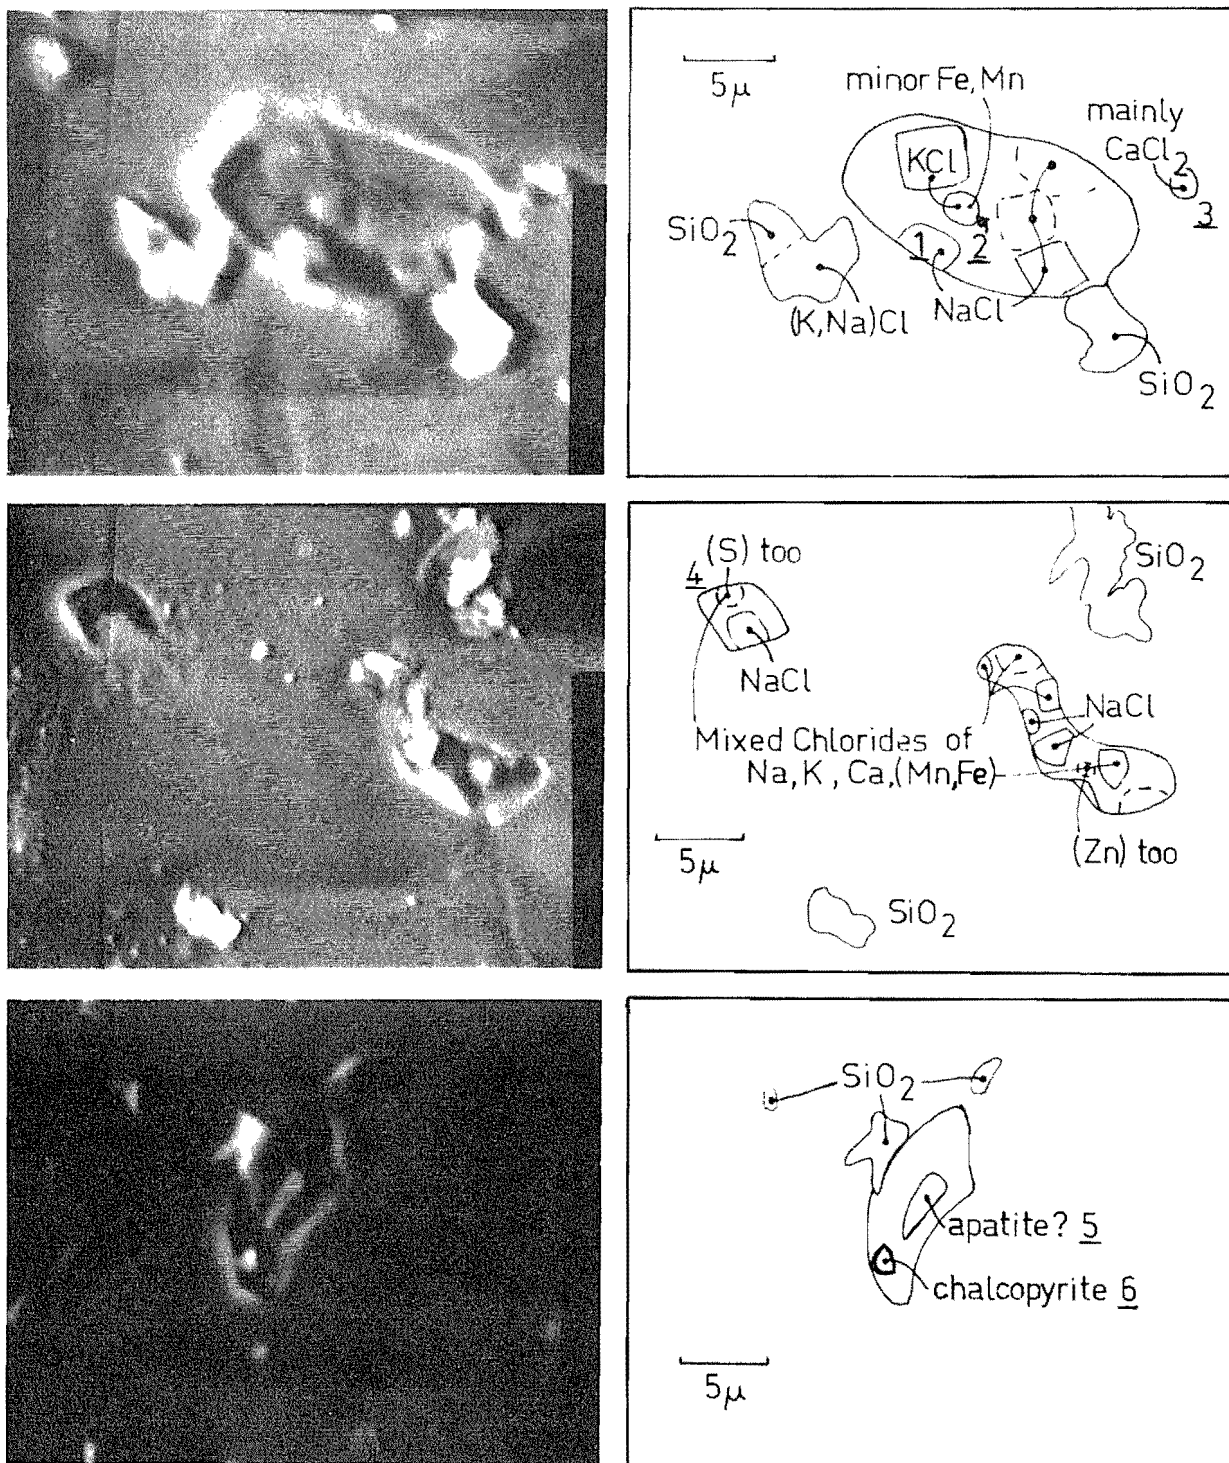 5μ
minor Fe, Mn
mainly
CaCl2
KCl
3
SiO2
1
2
(K,Na)Cl
NaCl
SiO2
(S) too
4
SiO2
NaCl
NaCl
Mixed Chlorides of
Na, K, Ca, (Mn, Fe)
5μ
(Zn) too
SiO2
SiO2
apatite? 5
chalcopyrite 6
5μ